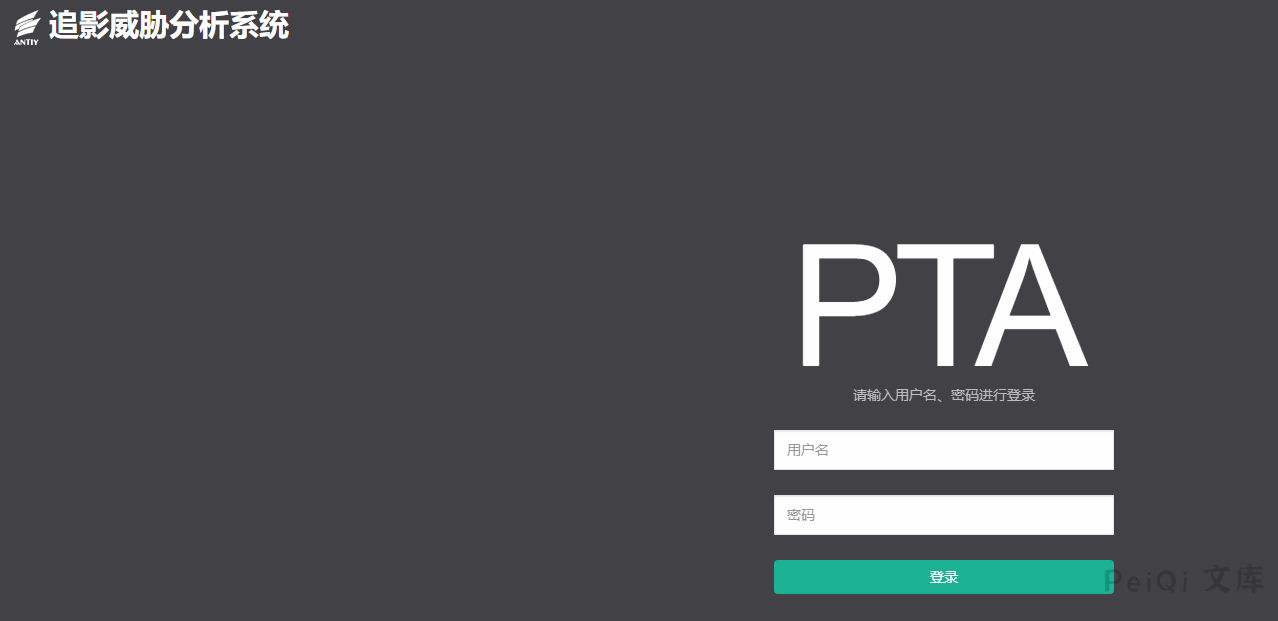 ANTIY
追影威胁分析系统
PTA
请输入用户名、密码进行登录
用户名
密码
登录
PeiQi 文库